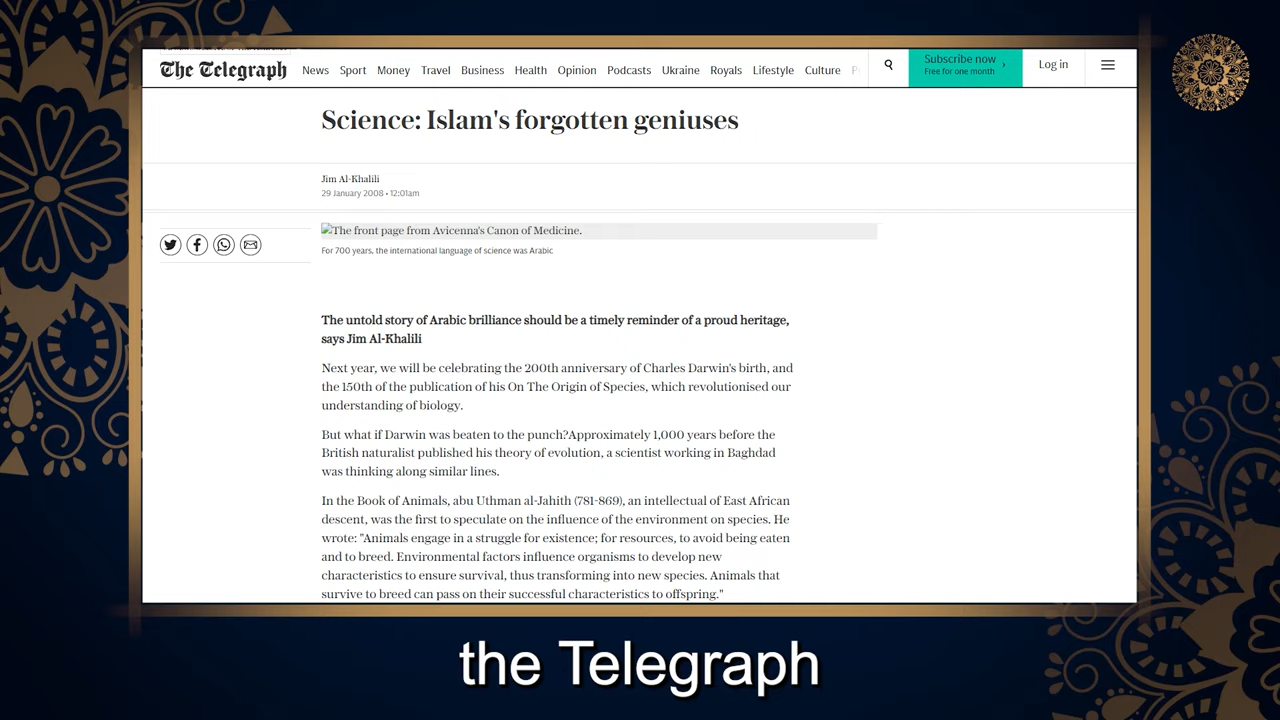 The Telegraph
News Sport Money Travel Business Health Opinion Podcasts Ukraine Royals Lifestyle Culture
Subscribe now ›
Free for one month
Log in
Science: Islam's forgotten geniuses
Jim Al-Khalili
29 January 2008 • 12:01am
The front page from Avicenna's Canon of Medicine.
For 700 years, the international language of science was Arabic
The untold story of Arabic brilliance should be a timely reminder of a proud heritage,
says Jim Al-Khalili
Next year, we will be celebrating the 200th anniversary of Charles Darwin's birth, and
the 150th of the publication of his On The Origin of Species, which revolutionised our
understanding of biology.
But what if Darwin was beaten to the punch?Approximately 1,000 years before the
British naturalist published his theory of evolution, a scientist working in Baghdad
was thinking along similar lines.
In the Book of Animals, abu Uthman al-Jahith (781-869), an intellectual of East African
descent, was the first to speculate on the influence of the environment on species. He
wrote: "Animals engage in a struggle for existence; for resources, to avoid being eaten
and to breed. Environmental factors influence organisms to develop new
characteristics to ensure survival, thus transforming into new species. Animals that
survive to breed can pass on their successful characteristics to offspring."
the Telegraph